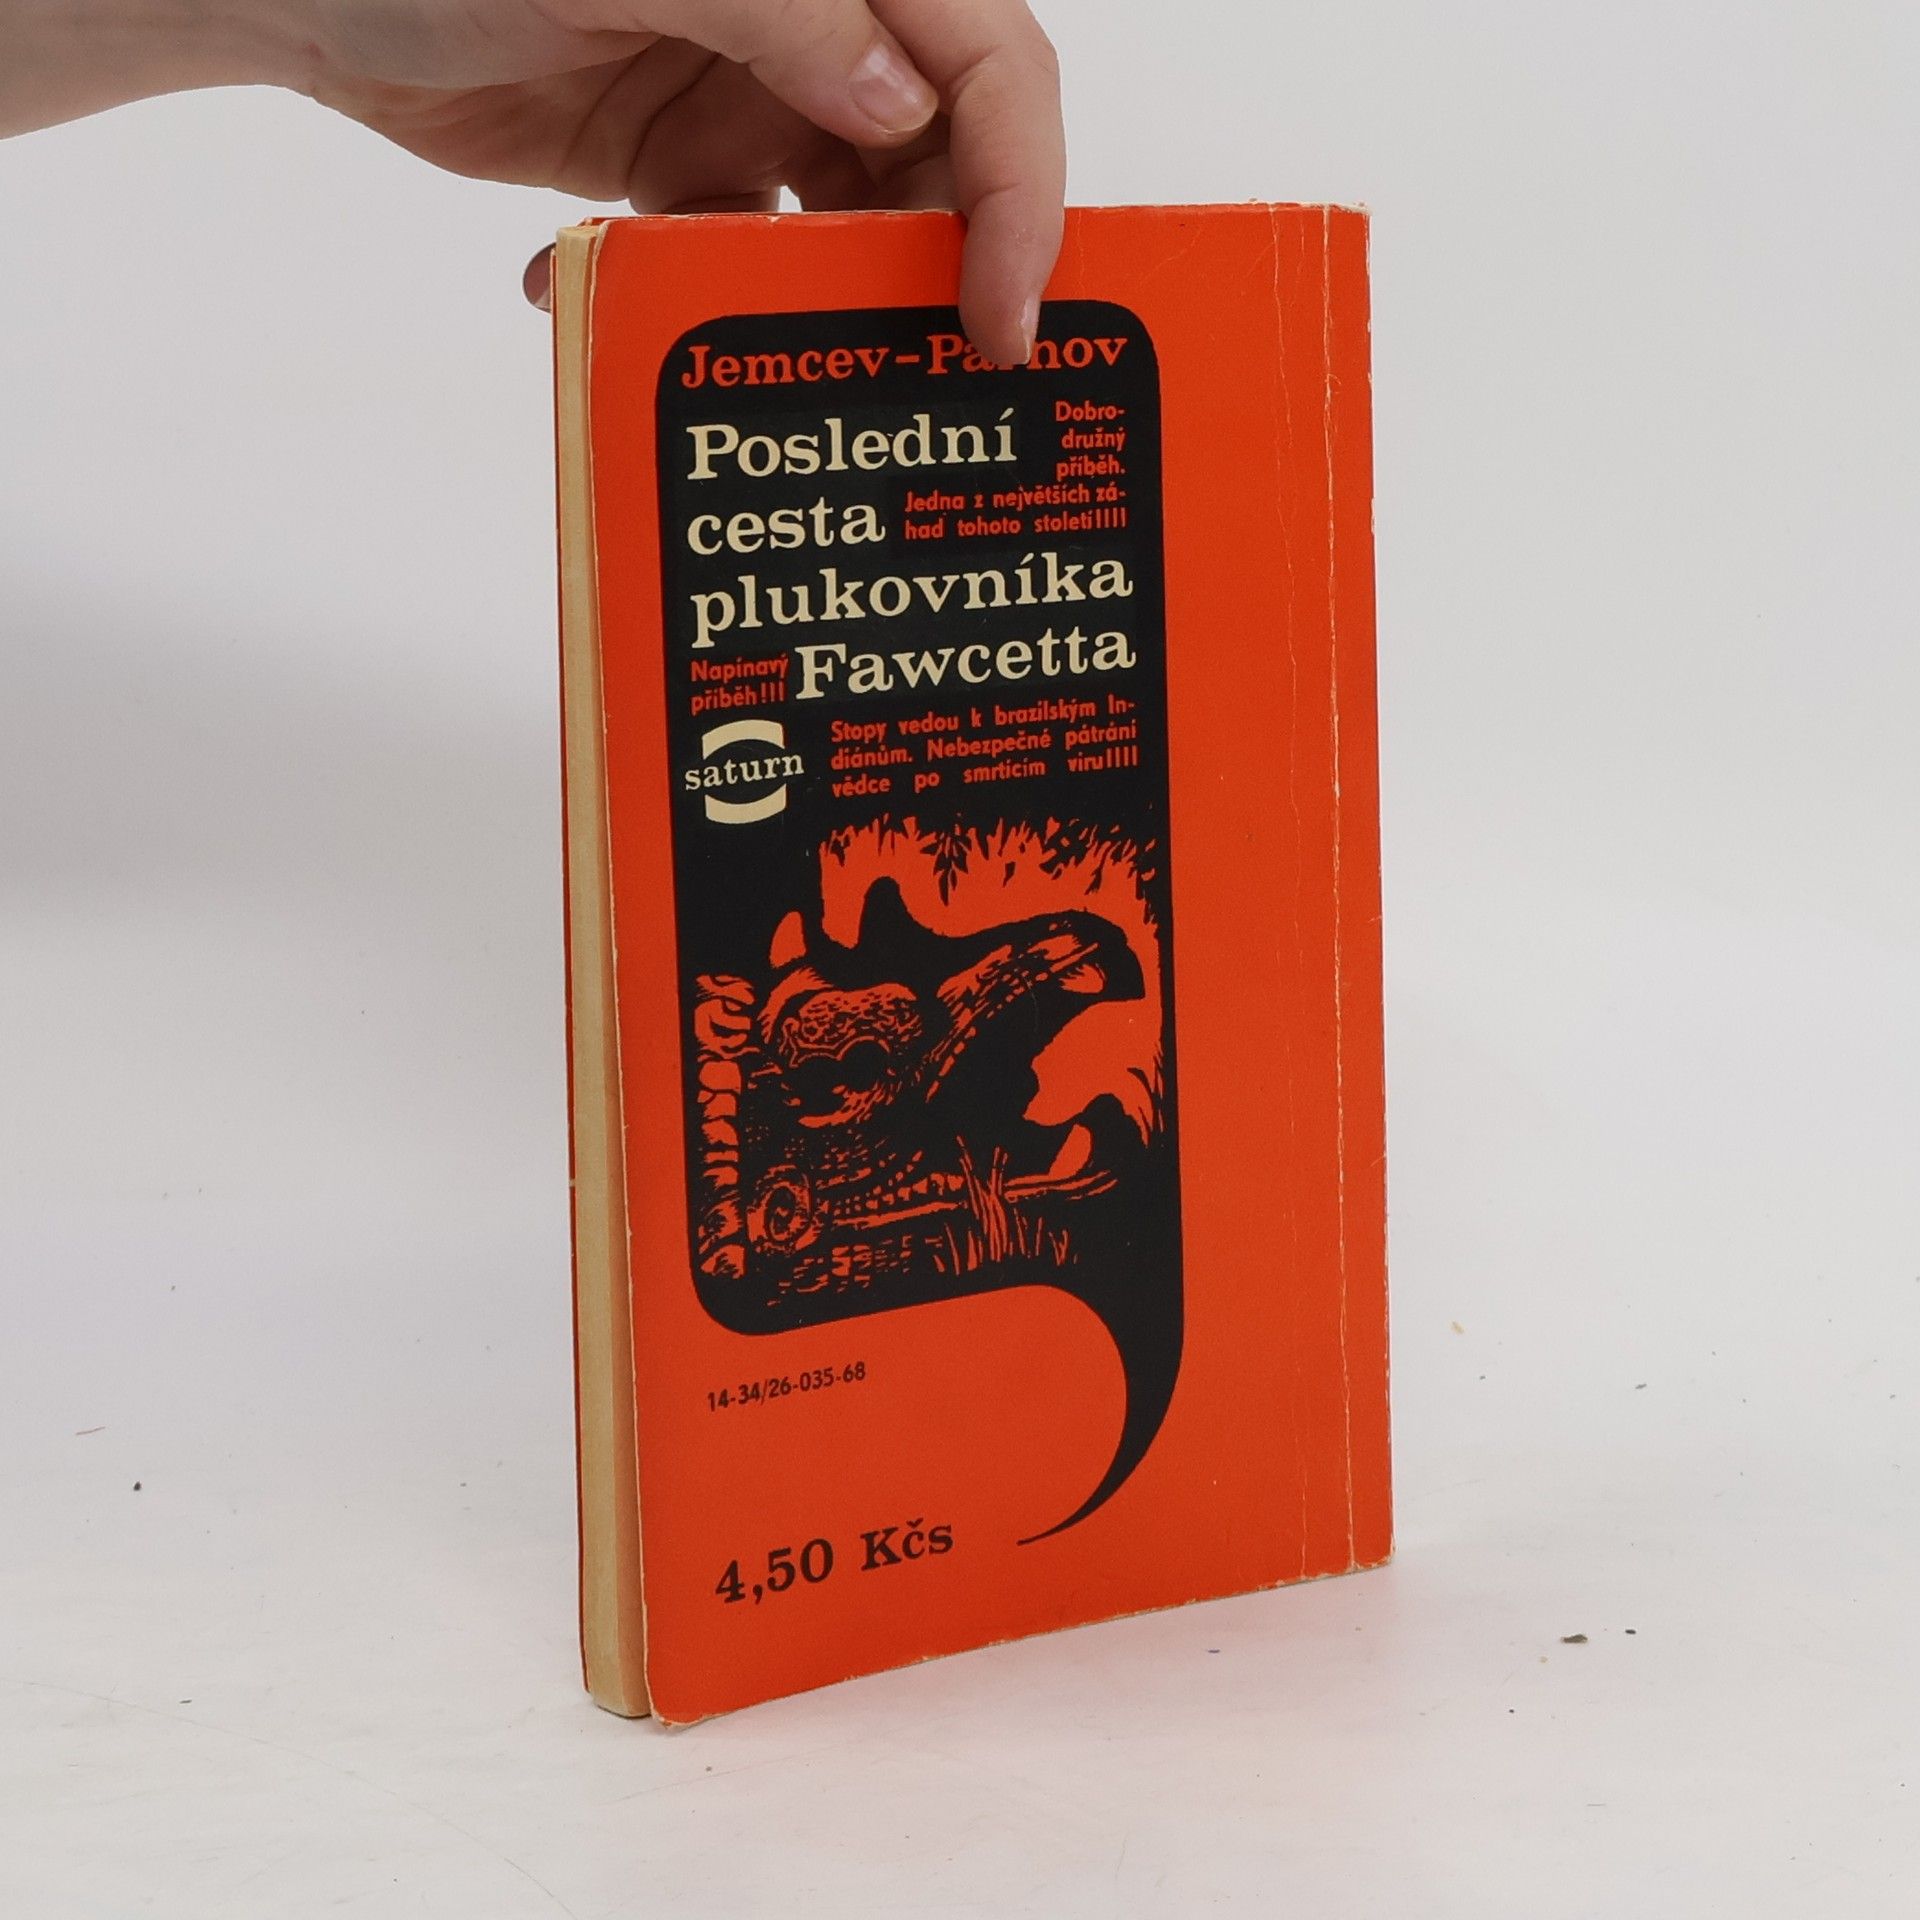 Jemcev–Parnov
Poslední
Dobro-
družný
příběh.
cesta
Jedna z největších zá-
had tohoto století!!!!
plukovníka
Napínavý
příběh!!!
Fawcetta
saturn
Stopy vedou k brazilským In-
diánům. Nebezpečné pátrání
vědce po smrtícím viru!!!!
14-34/26-035-68
4,50 Kčs